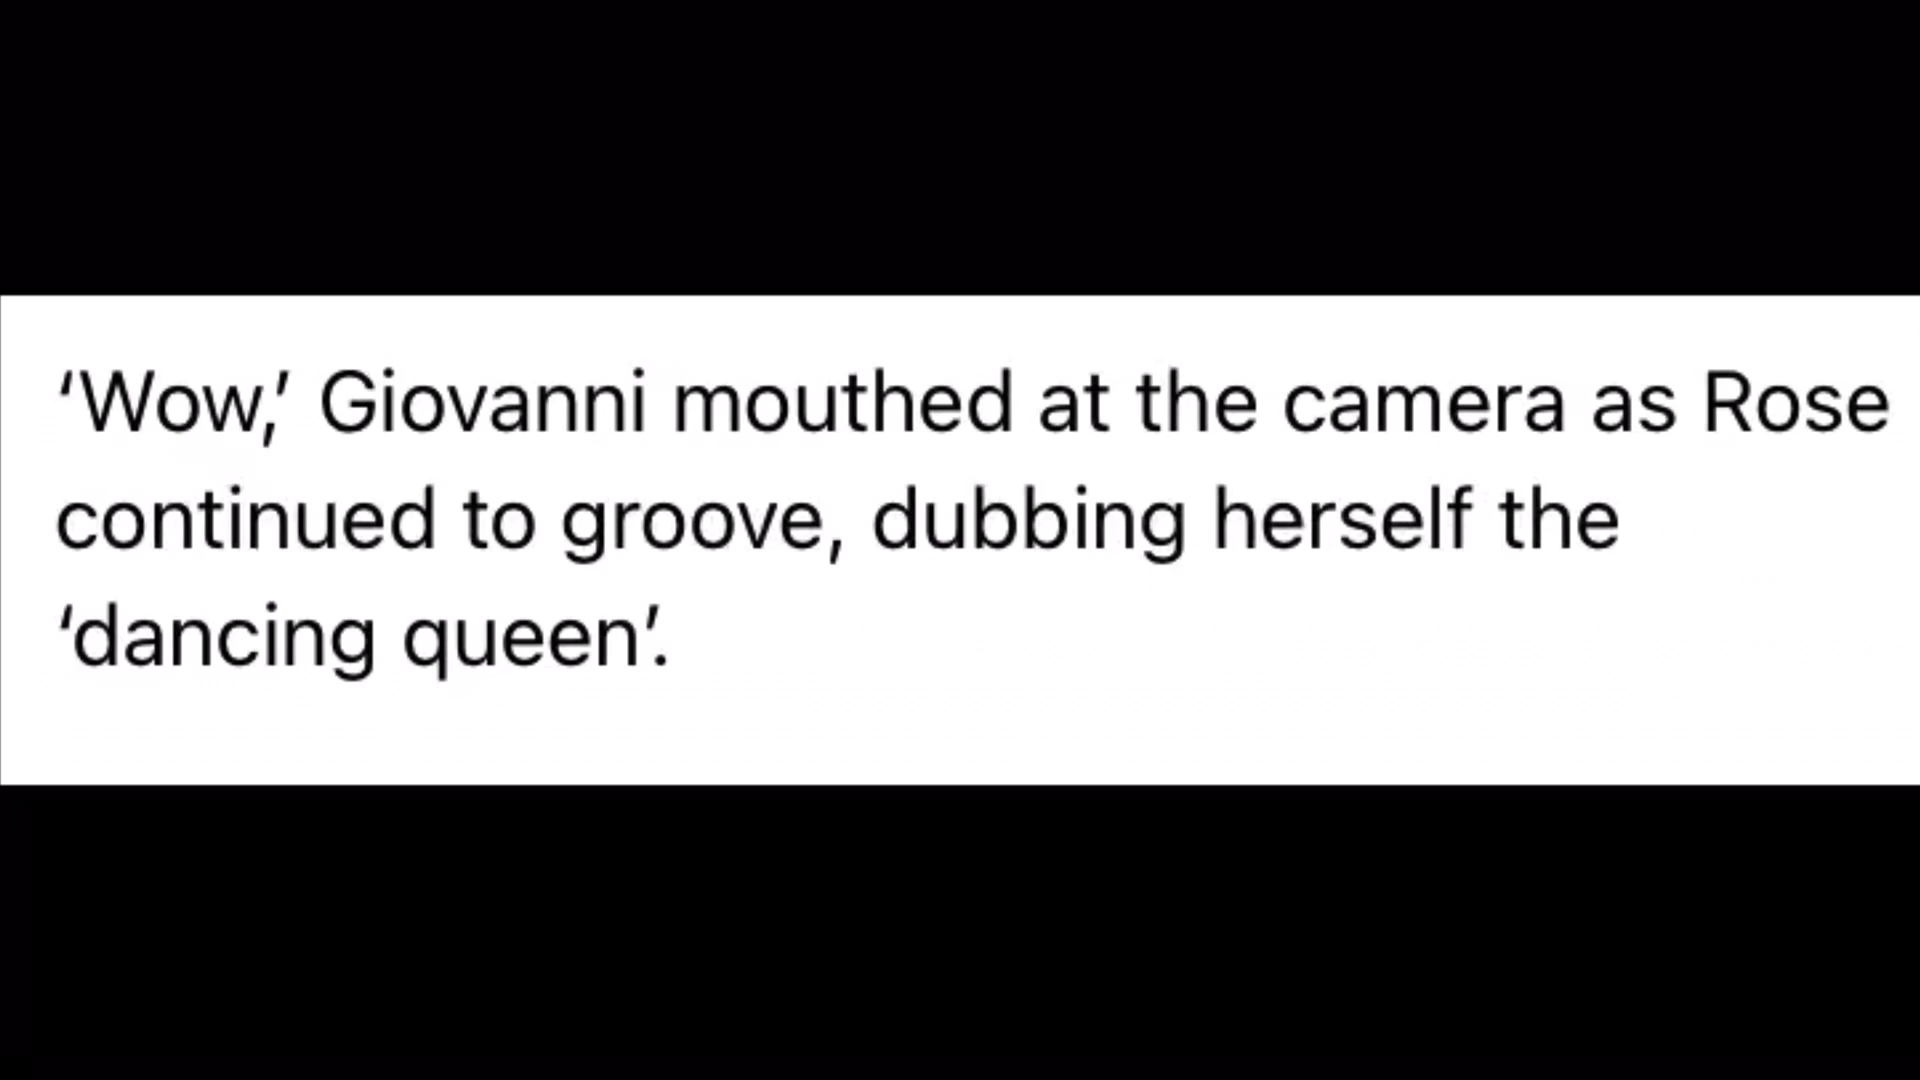 ‘Wow,’ Giovanni mouthed at the camera as Rose
continued to groove, dubbing herself the
‘dancing queen’.